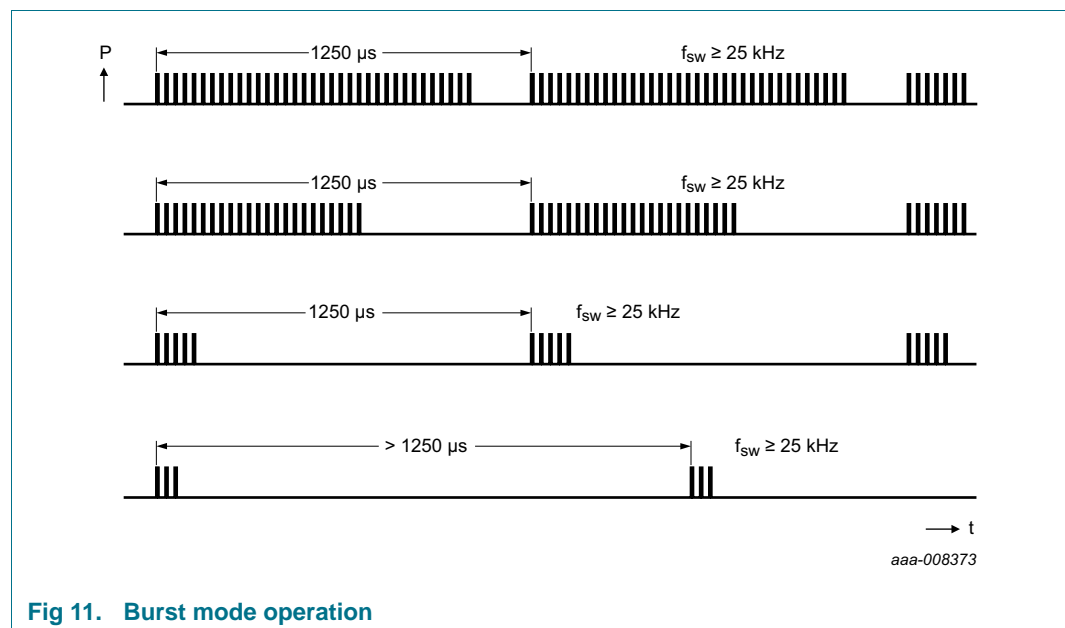 P
1250 µs
f_sw ≥ 25 kHz
1250 µs
f_sw ≥ 25 kHz
1250 µs
f_sw ≥ 25 kHz
> 1250 µs
f_sw ≥ 25 kHz
t
aaa-008373
Fig 11. Burst mode operation